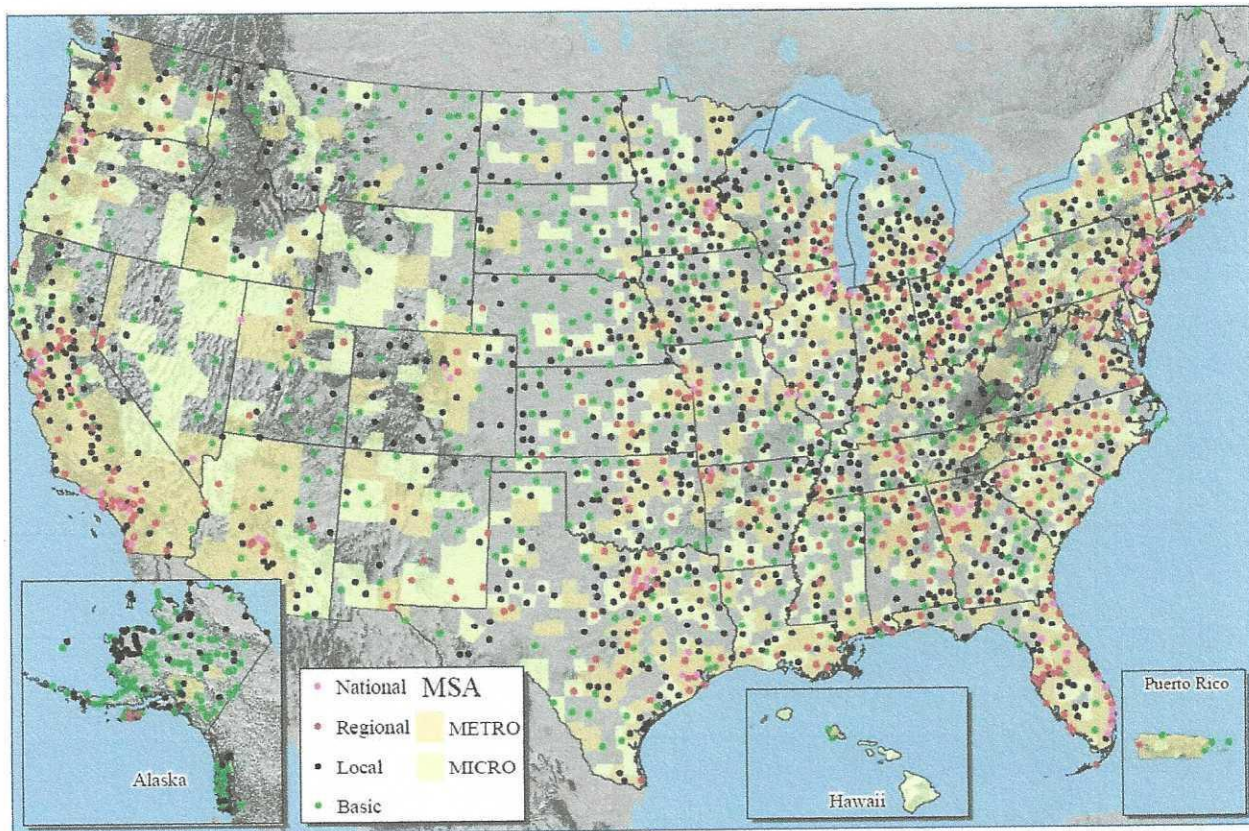 National MSA
Regional METRO
Local MICRO
Basic
Alaska
Hawaii
Puerto Rico